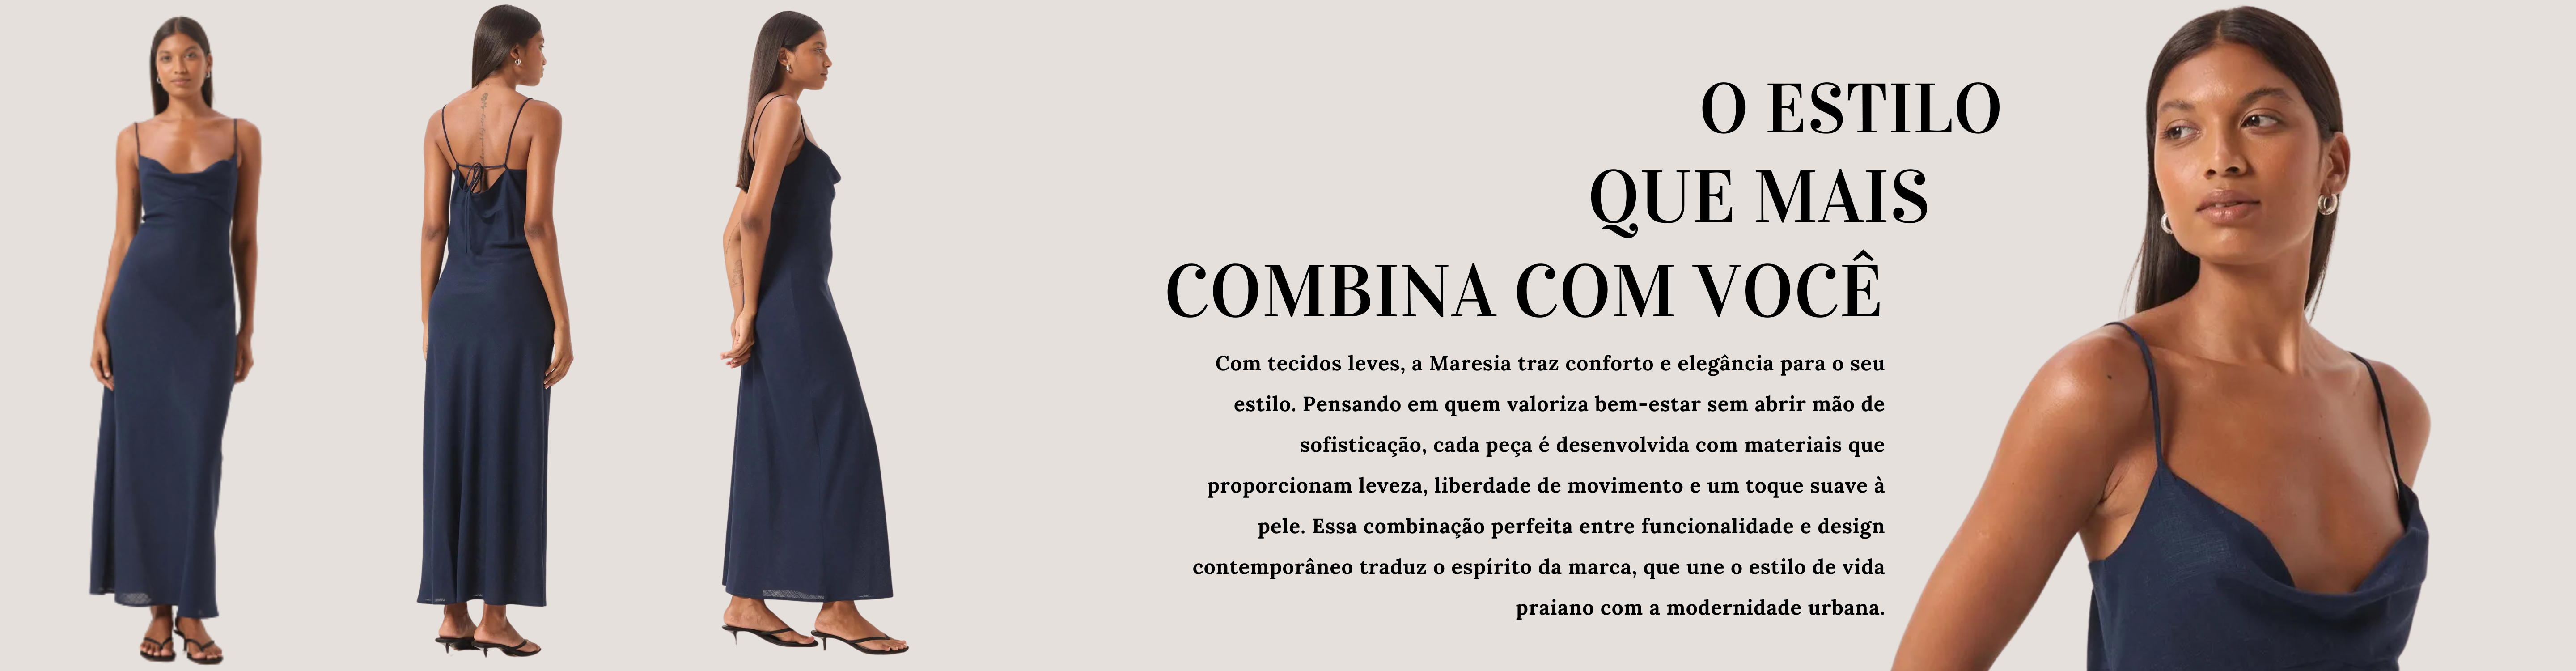 O ESTILO
QUE MAIS
COMBINA COM VOCÊ
Com tecidos leves, a Maresia traz conforto e elegância para o seu
estilo. Pensando em quem valoriza bem-estar sem abrir mão de
sofisticação, cada peça é desenvolvida com materiais que
proporcionam leveza, liberdade de movimento e um toque suave à
pele. Essa combinação perfeita entre funcionalidade e design
contemporâneo traduz o espírito da marca, que une o estilo de vida
praiano com a modernidade urbana.